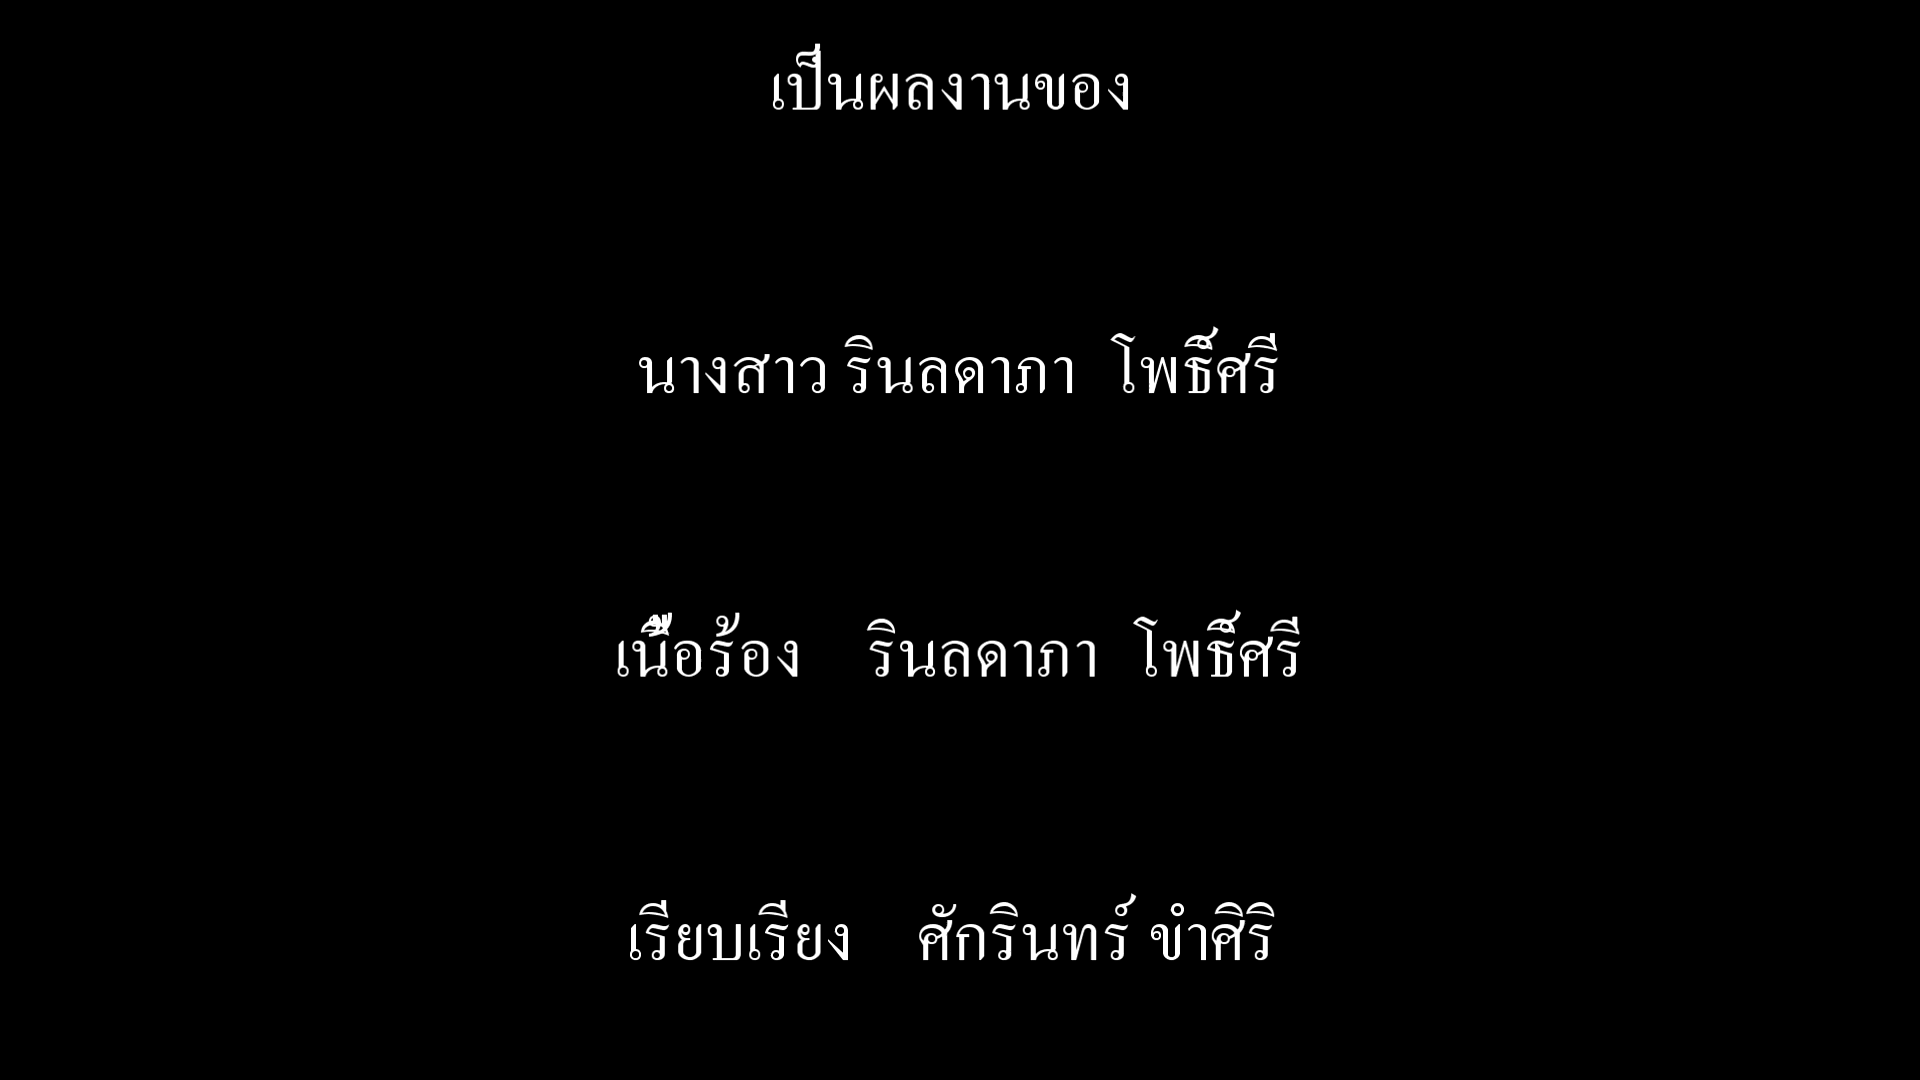 เป็นผลงานของ
นางสาว รินลดาภา โพธิ์ศรี
เนื้อร้อง รินลดาภา โพธิ์ศรี
เรียบเรียง ศักรินทร์ ขำศิริ